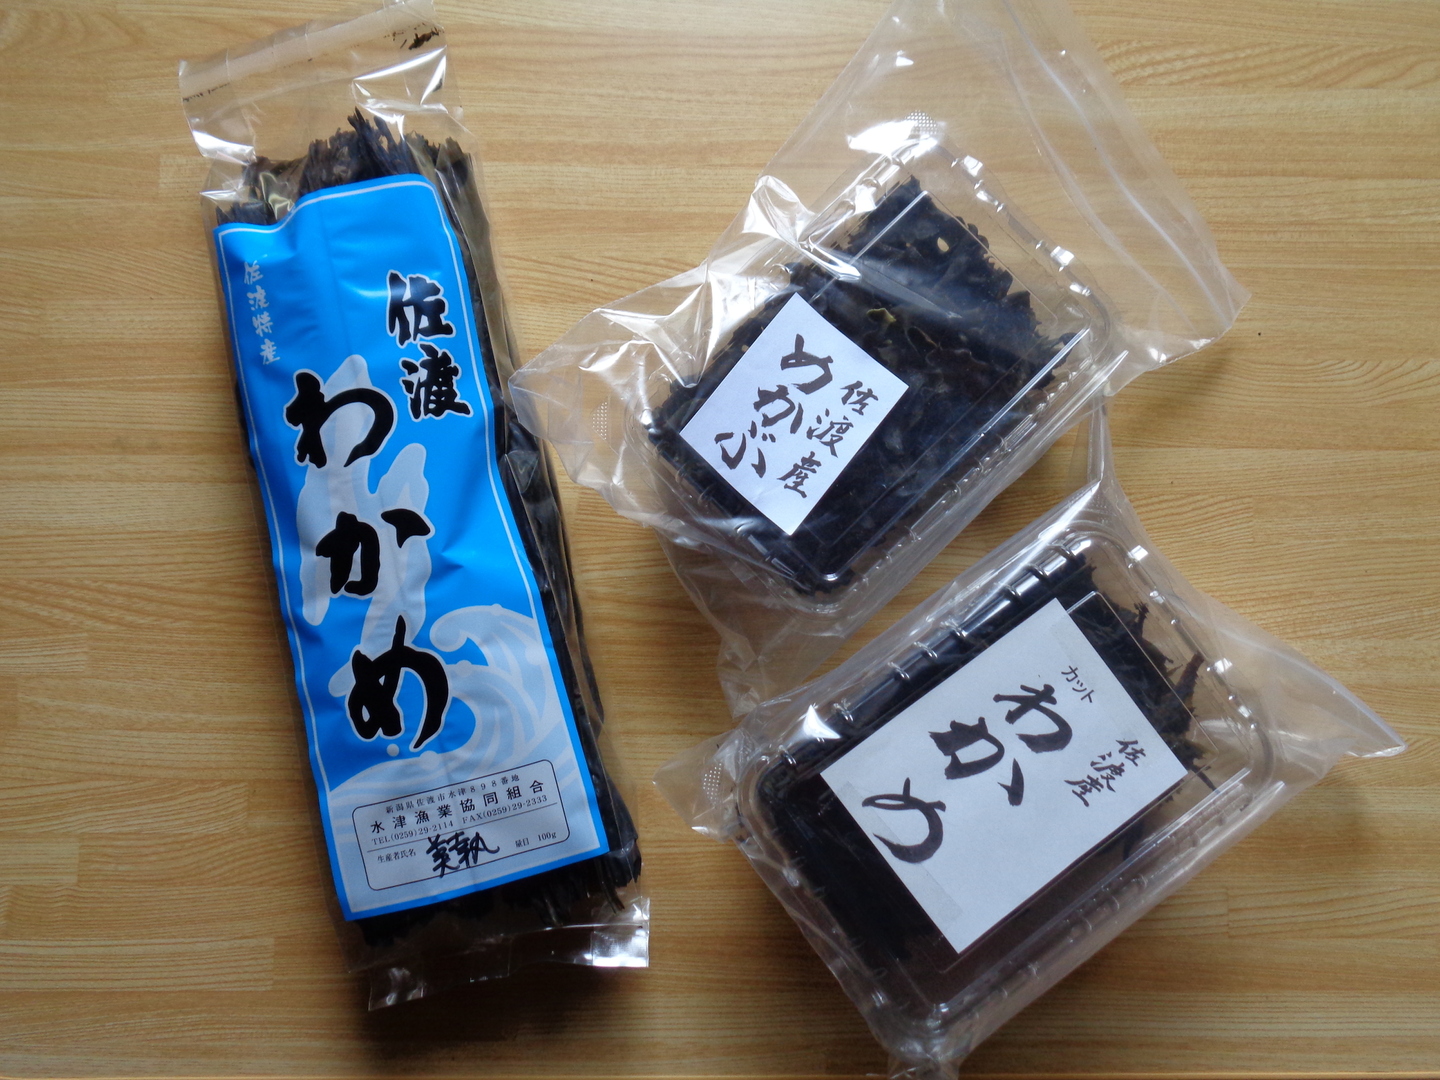 佐渡特産
佐渡
わかめ
新潟県佐渡市水津898番地
水津漁業協同組合
TEL(0259)29-2114 FAX(0259)29-2333
生産者氏名
量目 100g
佐渡産
めかぶ
佐渡産
カット
わかめ